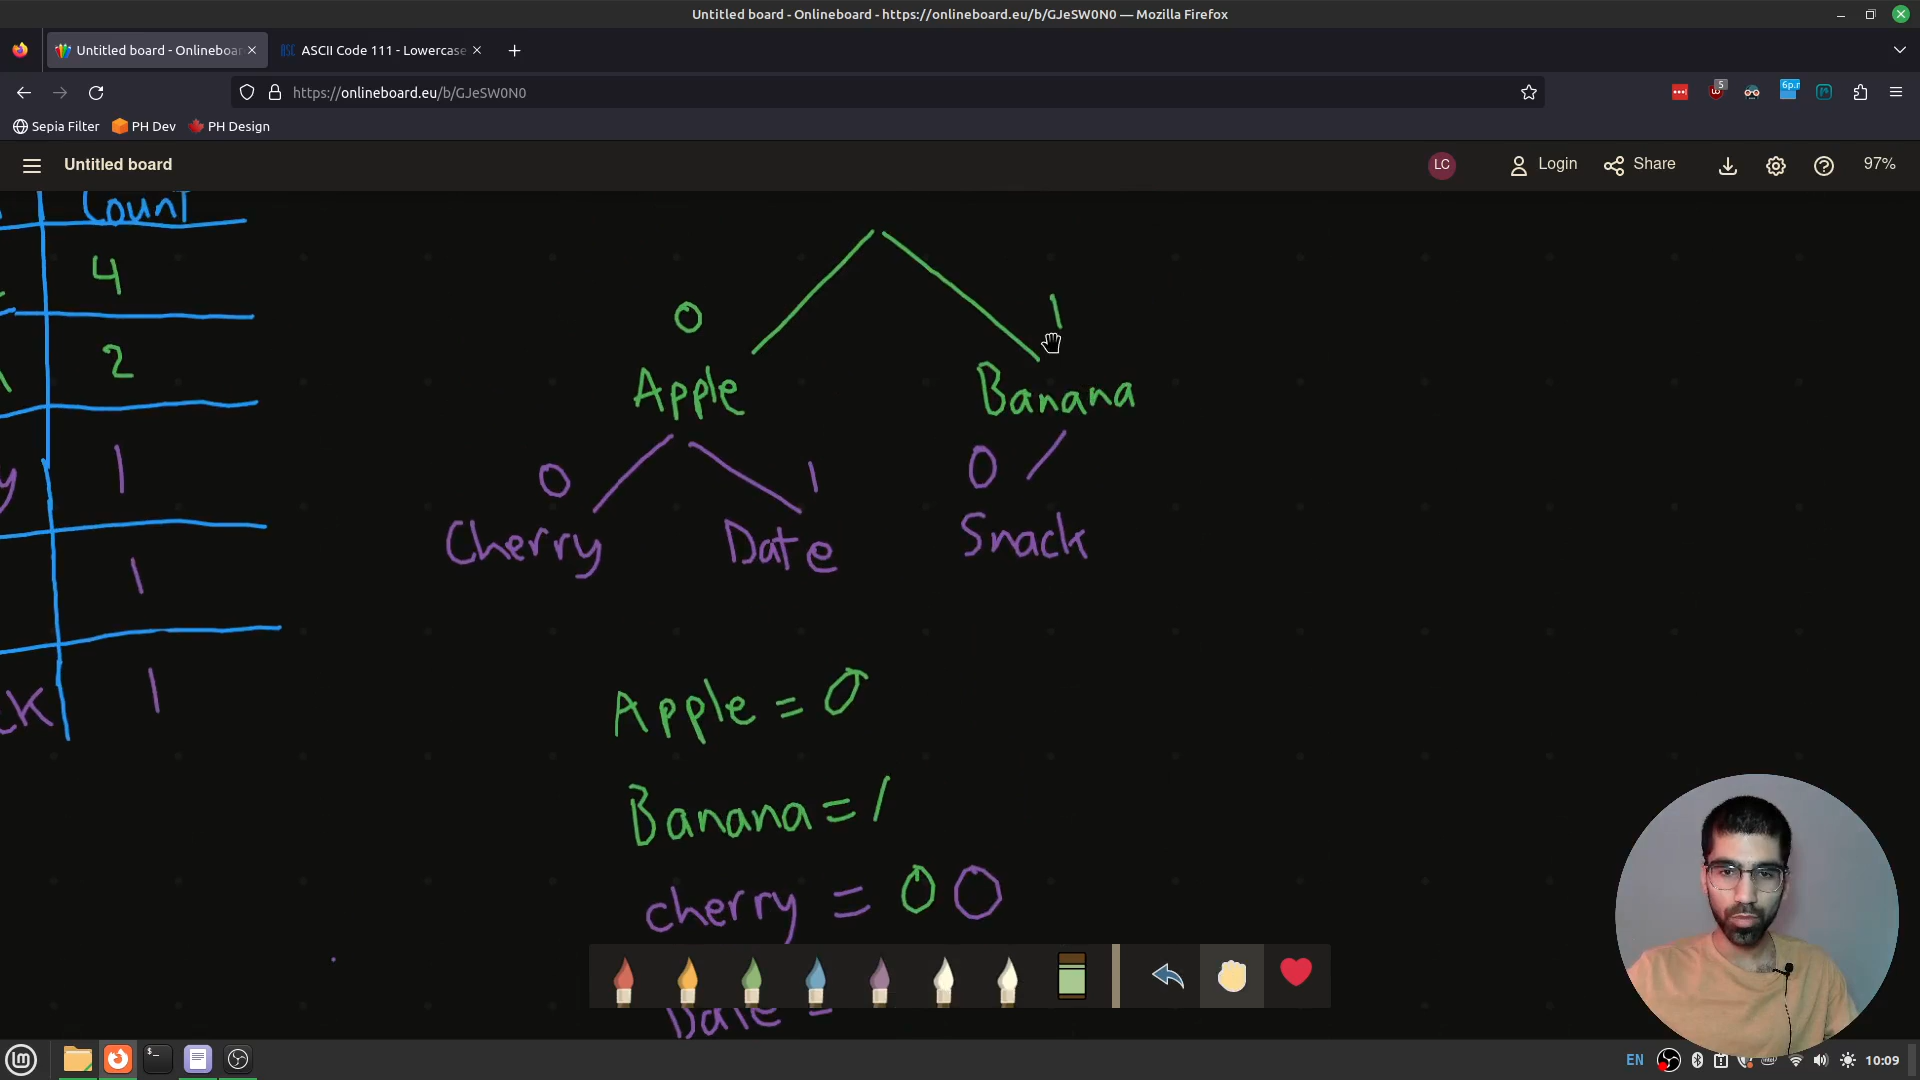 Untitled board - Onlineboard - https://onlineboard.eu/b/GJeSW0N0 — Mozilla Firefox
Untitled board - Onlineboar
ASCII Code 111 - Lowercase
https://onlineboard.eu/b/GJeSW0N0
Sepia Filter
PH Dev
PH Design
Untitled board
LC
Login
Share
97%
Count
4
2
1
1
1
0
1
Apple
Banana
0
1
0
Cherry
Date
Snack
Apple = 0
Banana = 1
cherry = 0 0
Date =
EN
10:09